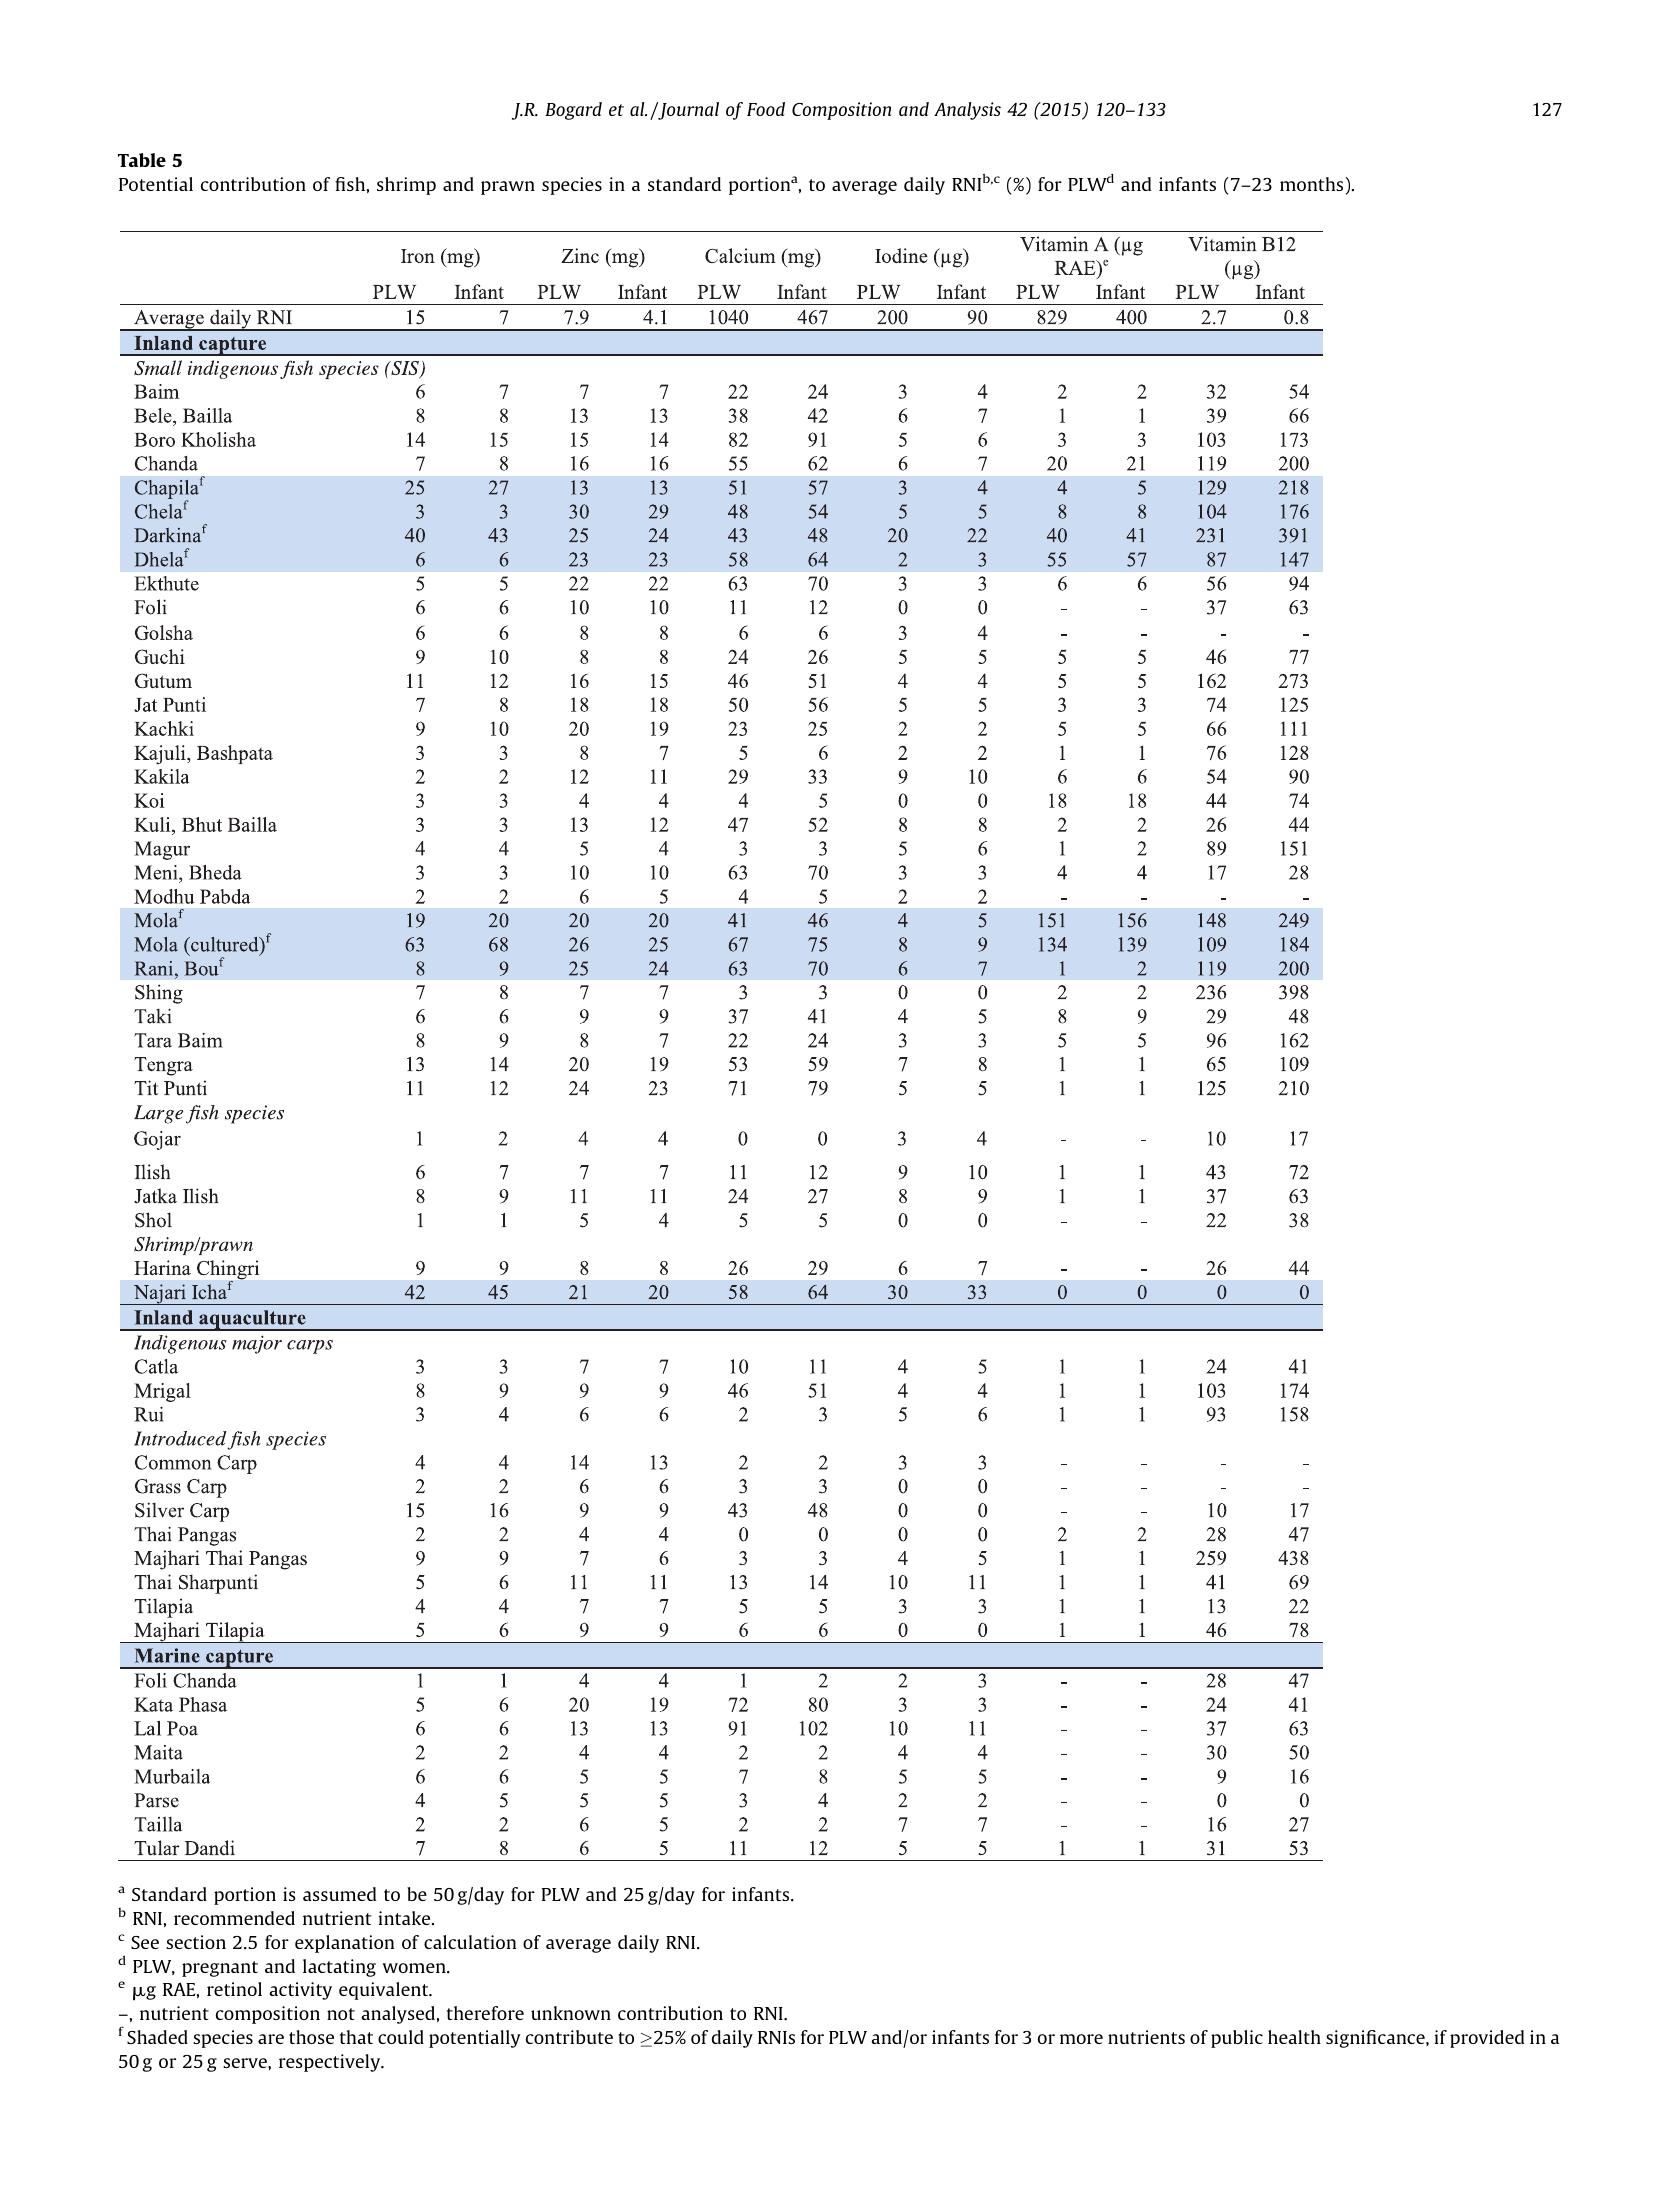 J.R. Bogard et al./Journal of Food Composition and Analysis 42 (2015) 120–133 127
Table 5
Potential contribution of fish, shrimp and prawn species in a standard portionᵃ, to average daily RNIᵇ,ᶜ (%) for PLWᵈ and infants (7–23 months).
Iron (mg) Zinc (mg) Calcium (mg) Iodine (μg) Vitamin A (μg RAE)ᵉ Vitamin B12 (μg)
PLW Infant PLW Infant PLW Infant PLW Infant PLW Infant PLW Infant
Average daily RNI 15 7 7.9 4.1 1040 467 200 90 829 400 2.7 0.8
Inland capture
Small indigenous fish species (SIS)
Baim 6 7 7 7 22 24 3 4 2 2 32 54
Bele, Bailla 8 8 13 13 38 42 6 7 1 1 39 66
Boro Kholisha 14 15 15 14 82 91 5 6 3 3 103 173
Chanda 7 8 16 16 55 62 6 7 20 21 119 200
Chapilaᶠ 25 27 13 13 51 57 3 4 4 5 129 218
Chelaᶠ 3 3 30 29 48 54 5 5 8 8 104 176
Darkinaᶠ 40 43 25 24 43 48 20 22 40 41 231 391
Dhelaᶠ 6 6 23 23 58 64 2 3 55 57 87 147
Ekthute 5 5 22 22 63 70 3 3 6 6 56 94
Foli 6 6 10 10 11 12 0 0 - - 37 63
Golsha 6 6 8 8 6 6 3 4 - - - -
Guchi 9 10 8 8 24 26 5 5 5 5 46 77
Gutum 11 12 16 15 46 51 4 4 5 5 162 273
Jat Punti 7 8 18 18 50 56 5 5 3 3 74 125
Kachki 9 10 20 19 23 25 2 2 5 5 66 111
Kajuli, Bashpata 3 3 8 7 5 6 2 2 1 1 76 128
Kakila 2 2 12 11 29 33 9 10 6 6 54 90
Koi 3 3 4 4 4 5 0 0 18 18 44 74
Kuli, Bhut Bailla 3 3 13 12 47 52 8 8 2 2 26 44
Magur 4 4 5 4 3 3 5 6 1 2 89 151
Meni, Bheda 3 3 10 10 63 70 3 3 4 4 17 28
Modhu Pabda 2 2 6 5 4 5 2 2 - - - -
Molaᶠ 19 20 20 20 41 46 4 5 151 156 148 249
Mola (cultured)ᶠ 63 68 26 25 67 75 8 9 134 139 109 184
Rani, Bouᶠ 8 9 25 24 63 70 6 7 1 2 119 200
Shing 7 8 7 7 3 3 0 0 2 2 236 398
Taki 6 6 9 9 37 41 4 5 8 9 29 48
Tara Baim 8 9 8 7 22 24 3 3 5 5 96 162
Tengra 13 14 20 19 53 59 7 8 1 1 65 109
Tit Punti 11 12 24 23 71 79 5 5 1 1 125 210
Large fish species
Gojar 1 2 4 4 0 0 3 4 - - 10 17
Ilish 6 7 7 7 11 12 9 10 1 1 43 72
Jatka Ilish 8 9 11 11 24 27 8 9 1 1 37 63
Shol 1 1 5 4 5 5 0 0 - - 22 38
Shrimp/prawn
Harina Chingri 9 9 8 8 26 29 6 7 - - 26 44
Najari Ichaᶠ 42 45 21 20 58 64 30 33 0 0 0 0
Inland aquaculture
Indigenous major carps
Catla 3 3 7 7 10 11 4 5 1 1 24 41
Mrigal 8 9 9 9 46 51 4 4 1 1 103 174
Rui 3 4 6 6 2 3 5 6 1 1 93 158
Introduced fish species
Common Carp 4 4 14 13 2 2 3 3 - - - -
Grass Carp 2 2 6 6 3 3 0 0 - - - -
Silver Carp 15 16 9 9 43 48 0 0 - - 10 17
Thai Pangas 2 2 4 4 0 0 0 0 2 2 28 47
Majhari Thai Pangas 9 9 7 6 3 3 4 5 1 1 259 438
Thai Sharpunti 5 6 11 11 13 14 10 11 1 1 41 69
Tilapia 4 4 7 7 5 5 3 3 1 1 13 22
Majhari Tilapia 5 6 9 9 6 6 0 0 1 1 46 78
Marine capture
Foli Chanda 1 1 4 4 1 2 2 3 - - 28 47
Kata Phasa 5 6 20 19 72 80 3 3 - - 24 41
Lal Poa 6 6 13 13 91 102 10 11 - - 37 63
Maita 2 2 4 4 2 2 4 4 - - 30 50
Murbaila 6 6 5 5 7 8 5 5 - - 9 16
Parse 4 5 5 5 3 4 2 2 - - 0 0
Tailla 2 2 6 5 2 2 7 7 - - 16 27
Tular Dandi 7 8 6 5 11 12 5 5 1 1 31 53
ᵃ Standard portion is assumed to be 50 g/day for PLW and 25 g/day for infants.
ᵇ RNI, recommended nutrient intake.
ᶜ See section 2.5 for explanation of calculation of average daily RNI.
ᵈ PLW, pregnant and lactating women.
ᵉ μg RAE, retinol activity equivalent.
–, nutrient composition not analysed, therefore unknown contribution to RNI.
ᶠ Shaded species are those that could potentially contribute to ≥25% of daily RNIs for PLW and/or infants for 3 or more nutrients of public health significance, if provided in a
50 g or 25 g serve, respectively.